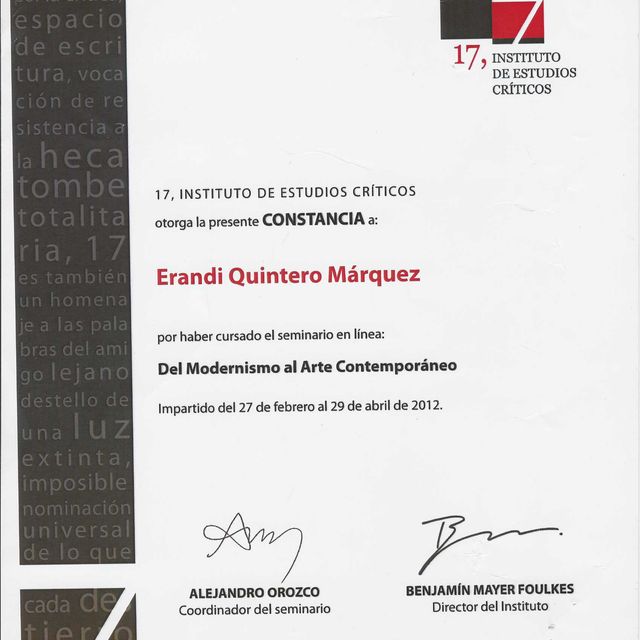 espacio
de escri
tura, voca
ción de re
sistencia a
la heca
tombe
totalita
ria, 17
es también
un homena
je a las pala
bras del ami
go lejano
destello de
una luz
extinta,
imposible
nominación
universal
de lo que
cada de
tierro
17, INSTITUTO
DE ESTUDIOS
CRÍTICOS
17, INSTITUTO DE ESTUDIOS CRÍTICOS
otorga la presente CONSTANCIA a:
Erandi Quintero Márquez
por haber cursado el seminario en línea:
Del Modernismo al Arte Contemporáneo
Impartido del 27 de febrero al 29 de abril de 2012.
ALEJANDRO OROZCO
Coordinador del seminario
BENJAMÍN MAYER FOULKES
Director del Instituto